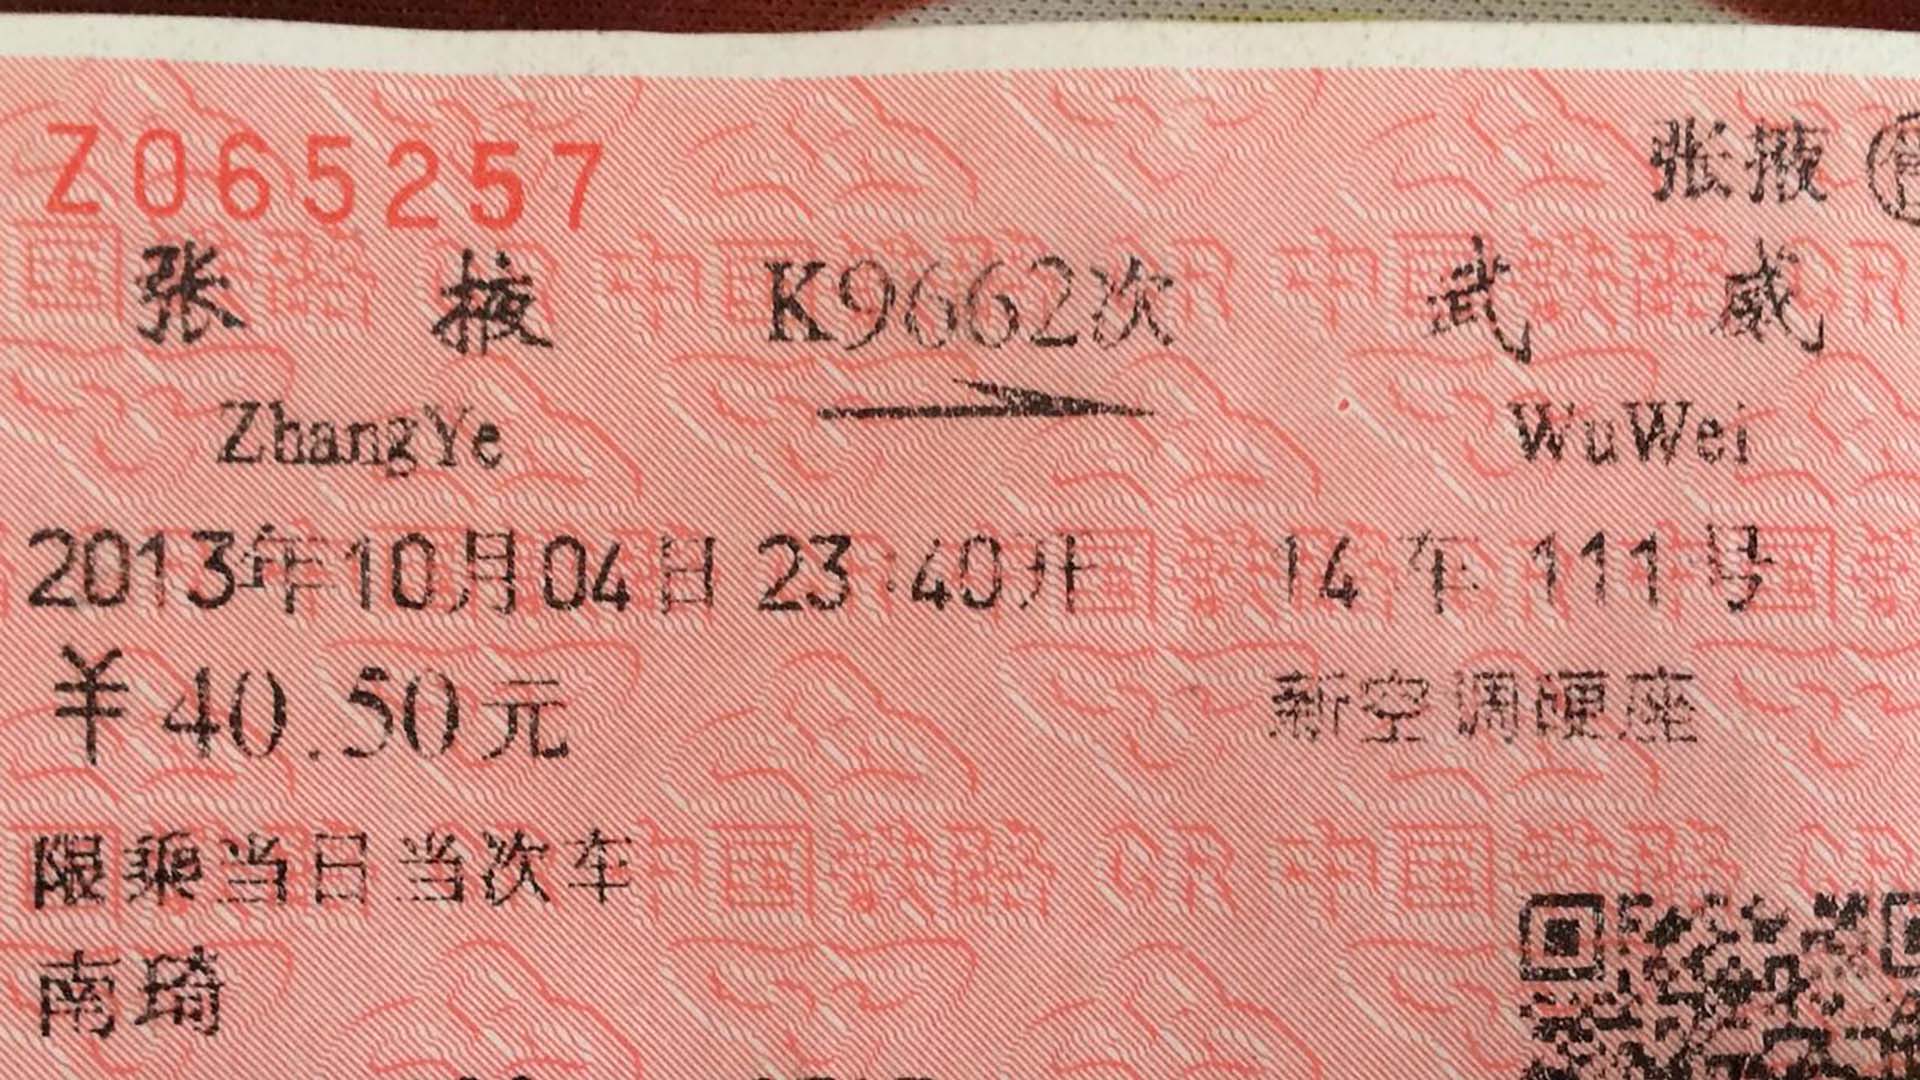 Z065257 张掖
张掖 K9662次 武威
ZhangYe WuWei
2013年10月04日 23:40开 14车 111号
¥40.50元 新空调硬座
限乘当日当次车
南琦